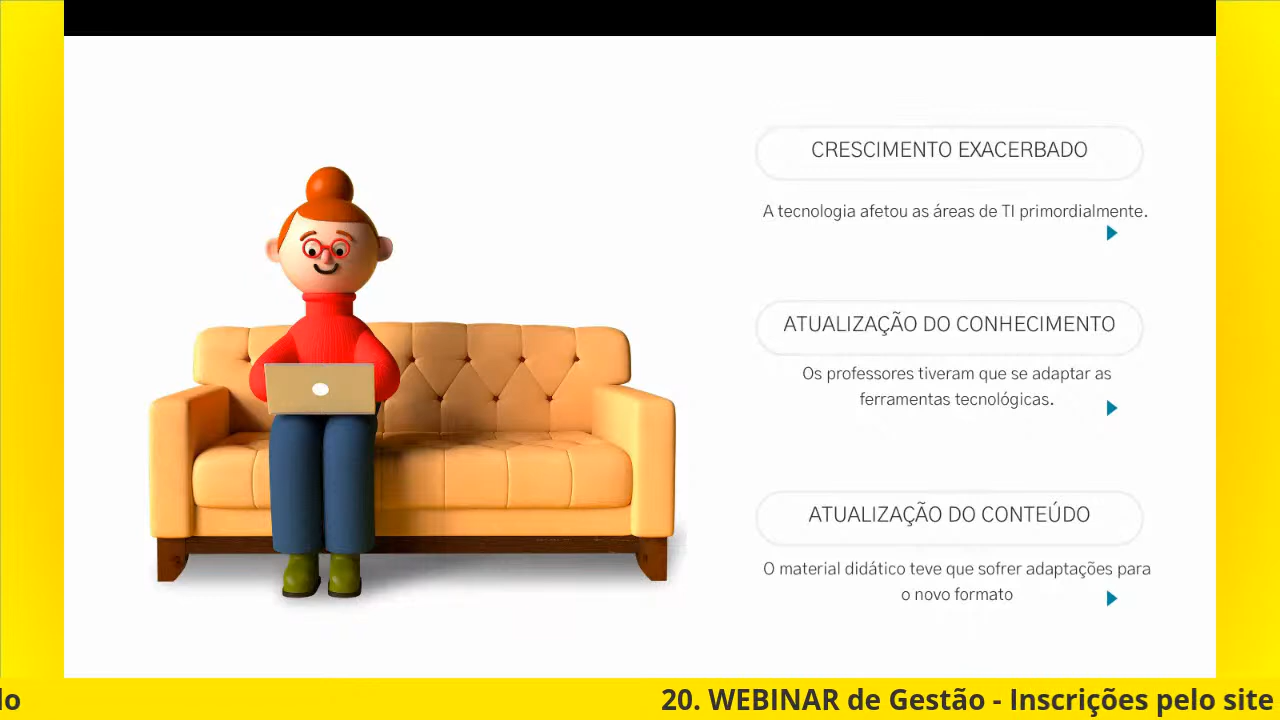 CRESCIMENTO EXACERBADO
A tecnologia afetou as áreas de TI primordialmente.
ATUALIZAÇÃO DO CONHECIMENTO
Os professores tiveram que se adaptar as
ferramentas tecnológicas.
ATUALIZAÇÃO DO CONTEÚDO
O material didático teve que sofrer adaptações para
o novo formato
20. WEBINAR de Gestão - Inscrições pelo site